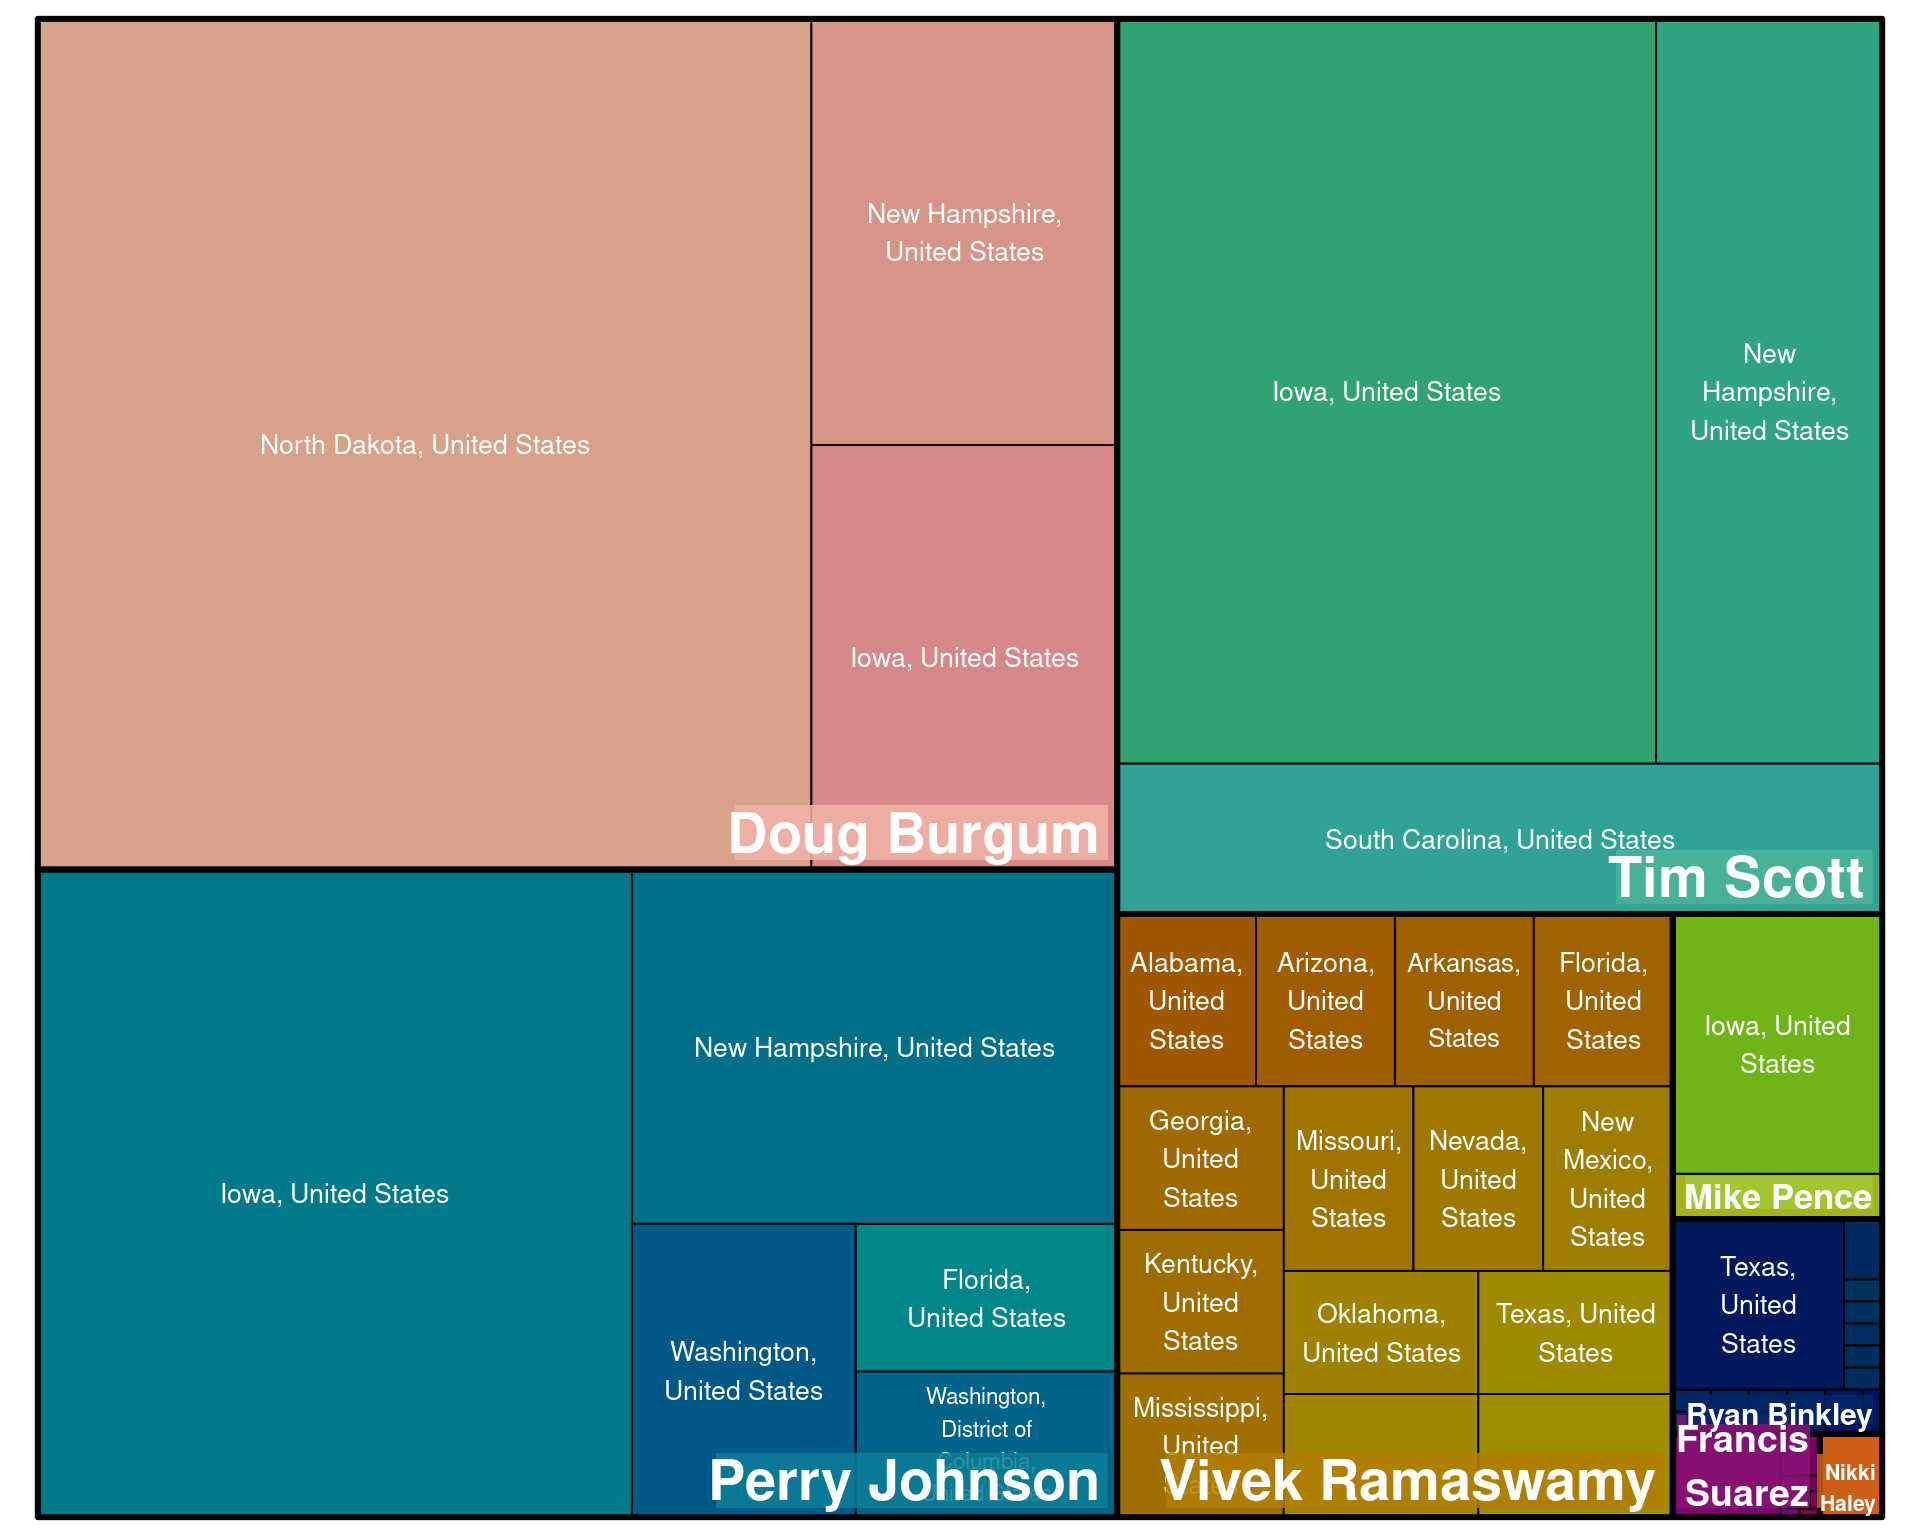 North Dakota, United States
New Hampshire,
United States
Iowa, United States
Doug Burgum
Iowa, United States
New
Hampshire,
United States
South Carolina, United States
Tim Scott
Iowa, United States
New Hampshire, United States
Washington,
United States
Florida,
United States
Washington,
District of
Columbia,
Perry Johnson
Alabama,
United
States
Arizona,
United
States
Arkansas,
United
States
Florida,
United
States
Georgia,
United
States
Missouri,
United
States
Nevada,
United
States
New
Mexico,
United
States
Kentucky,
United
States
Oklahoma,
United States
Texas, United
States
Mississippi,
United
Vivek Ramaswamy
Iowa, United
States
Mike Pence
Texas,
United
States
Ryan Binkley
Francis
Suarez
Nikki
Haley